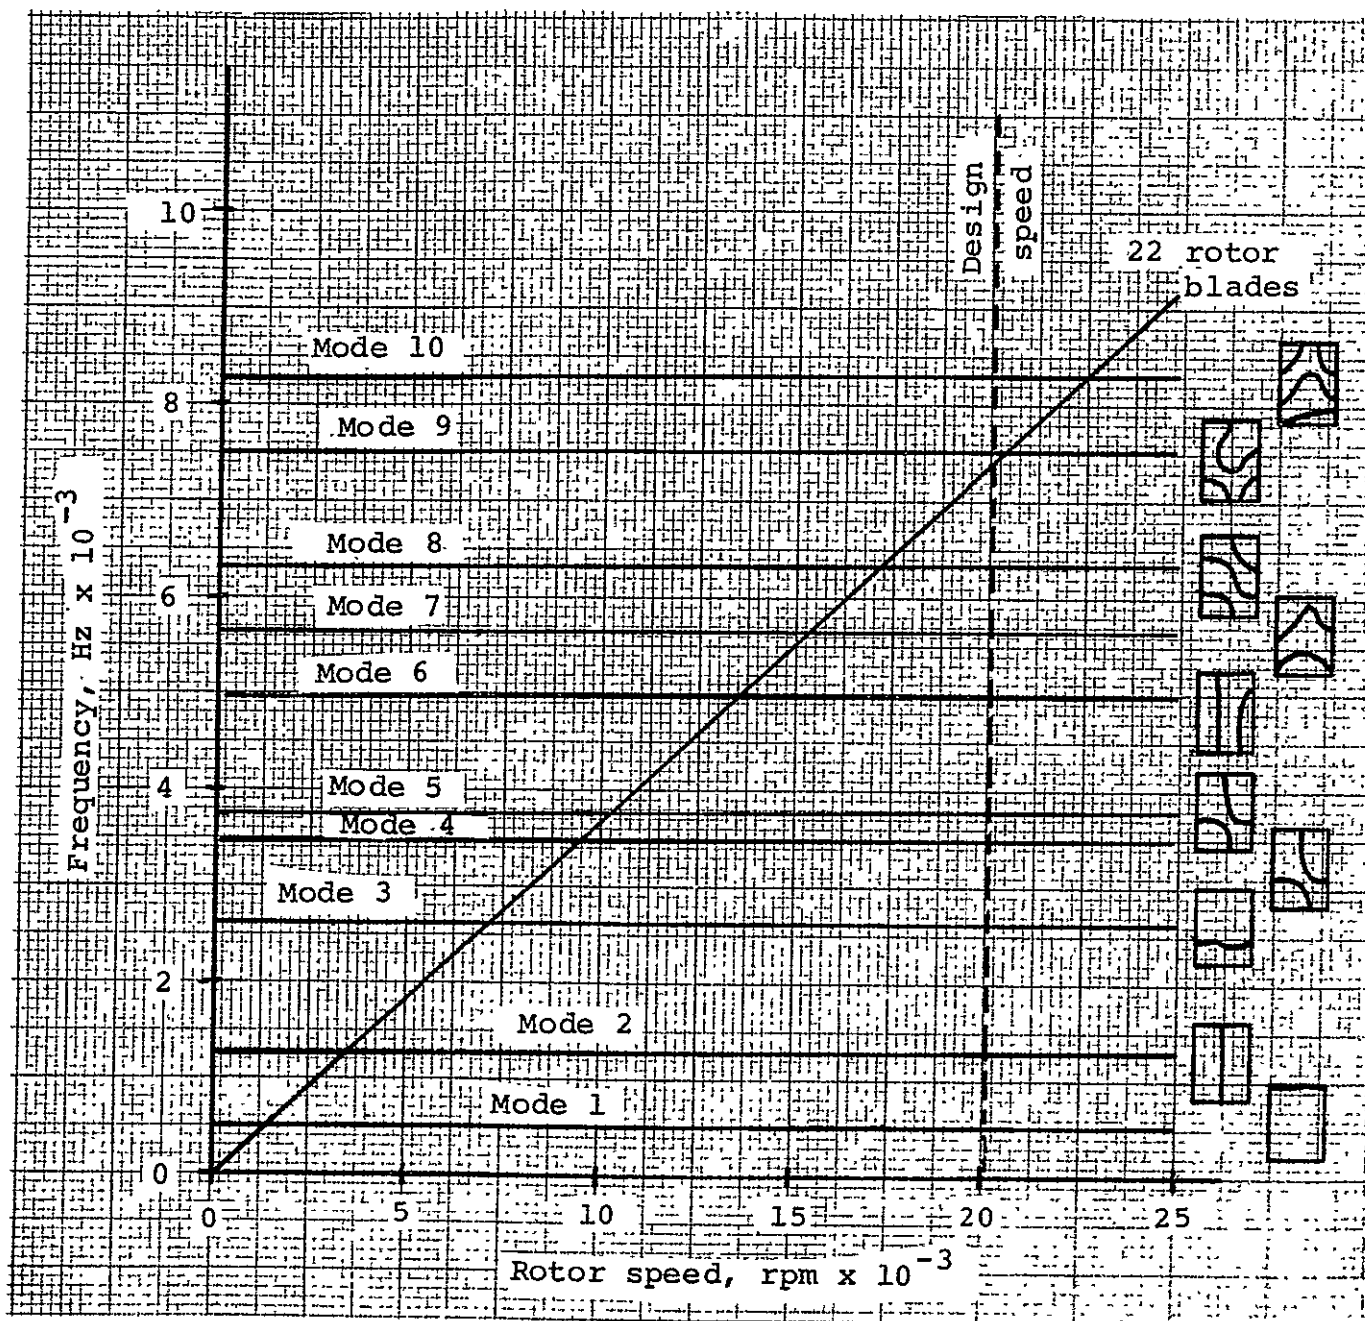 Design
speed
22 rotor
blades
10
8
6
4
2
0
Frequency, Hz x 10⁻³
Mode 10
Mode 9
Mode 8
Mode 7
Mode 6
Mode 5
Mode 4
Mode 3
Mode 2
Mode 1
0 5 10 15 20 25
Rotor speed, rpm x 10⁻³